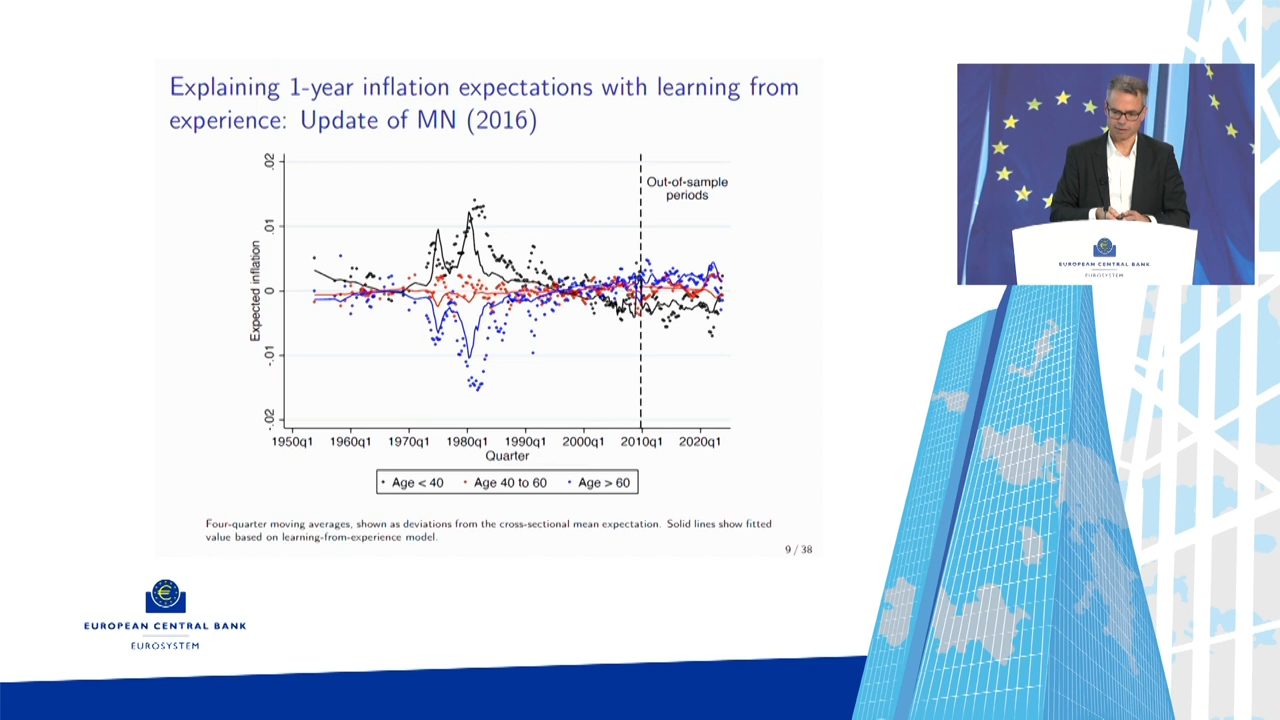 Explaining 1-year inflation expectations with learning from
experience: Update of MN (2016)
.02
.01
0
-.01
-.02
Expected inflation
Out-of-sample
periods
1950q1 1960q1 1970q1 1980q1 1990q1 2000q1 2010q1 2020q1
Quarter
Age < 40 Age 40 to 60 Age > 60
Four-quarter moving averages, shown as deviations from the cross-sectional mean expectation. Solid lines show fitted
value based on learning-from-experience model.
9 / 38
EUROPEAN CENTRAL BANK
EUROSYSTEM
EUROPEAN CENTRAL BANK
EUROSYSTEM